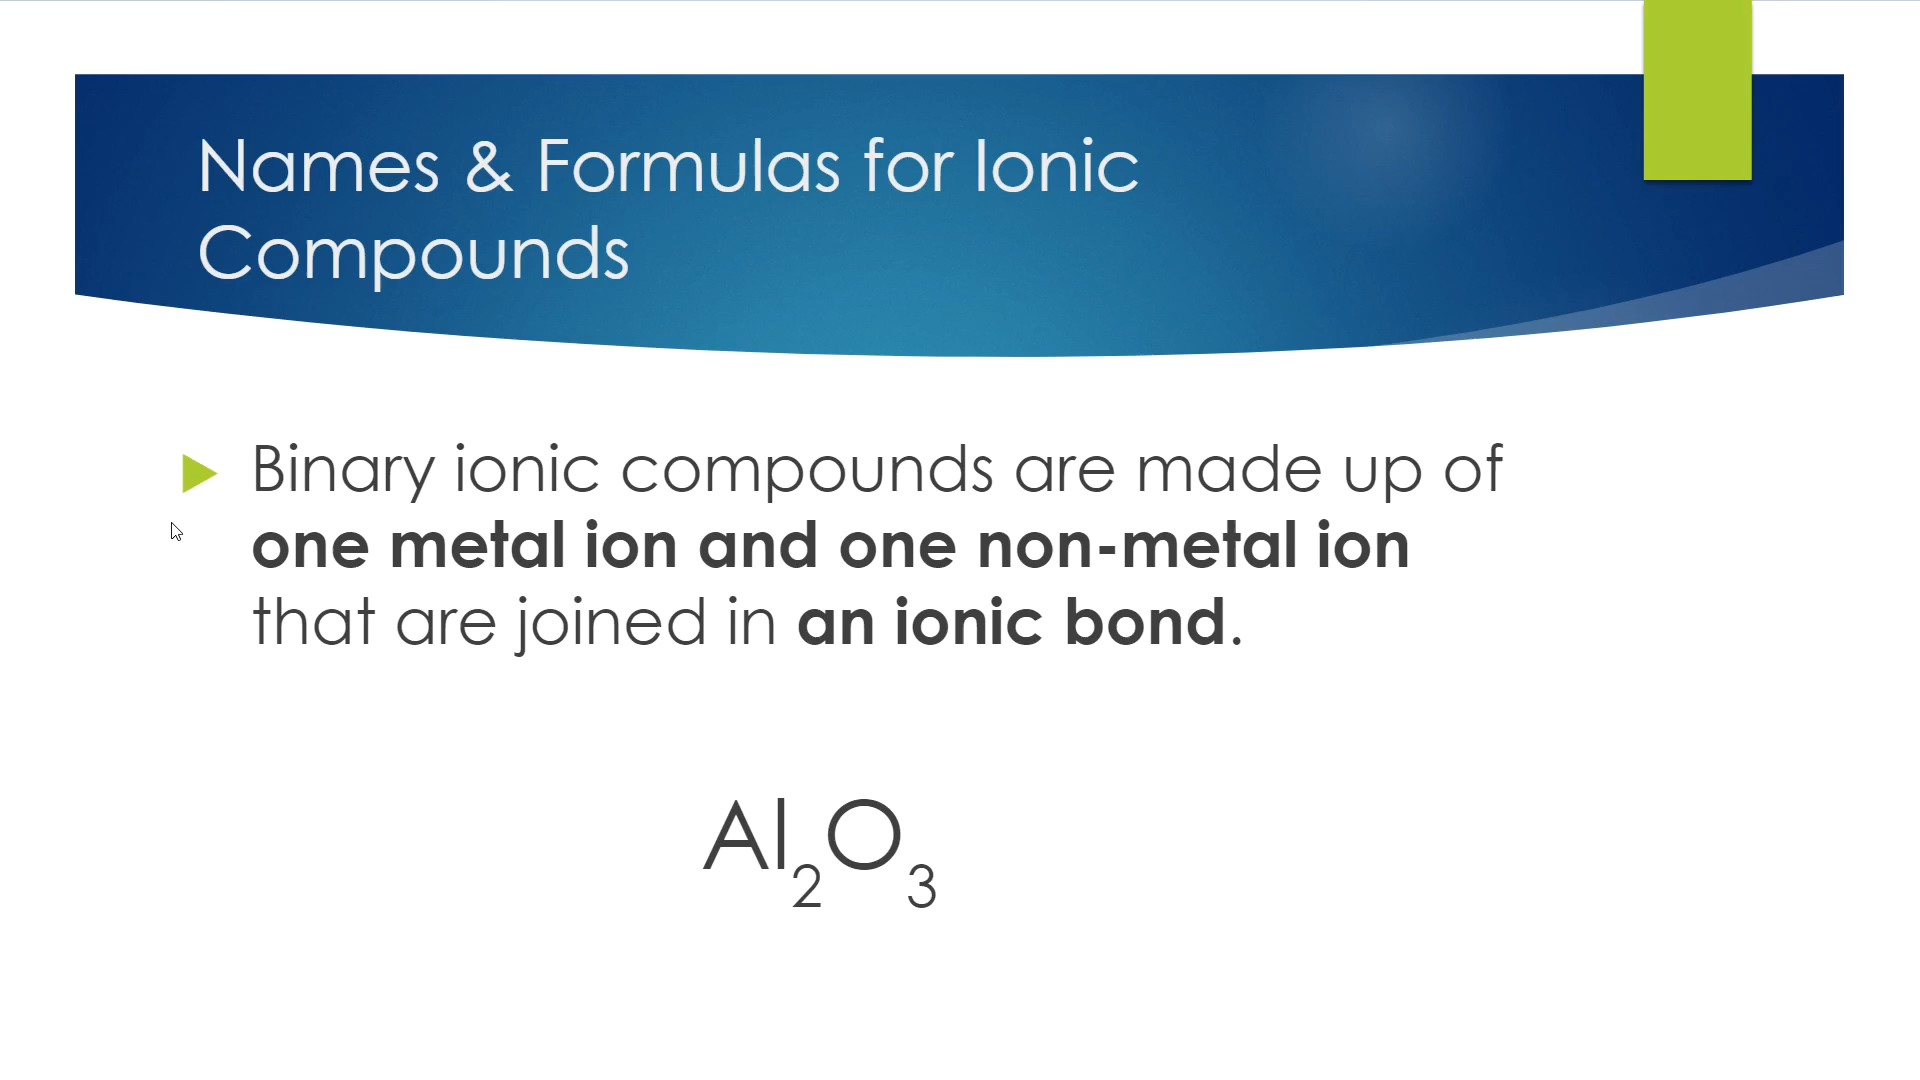 Names & Formulas for Ionic
Compounds
Binary ionic compounds are made up of
one metal ion and one non-metal ion
that are joined in an ionic bond.
Al₂O₃